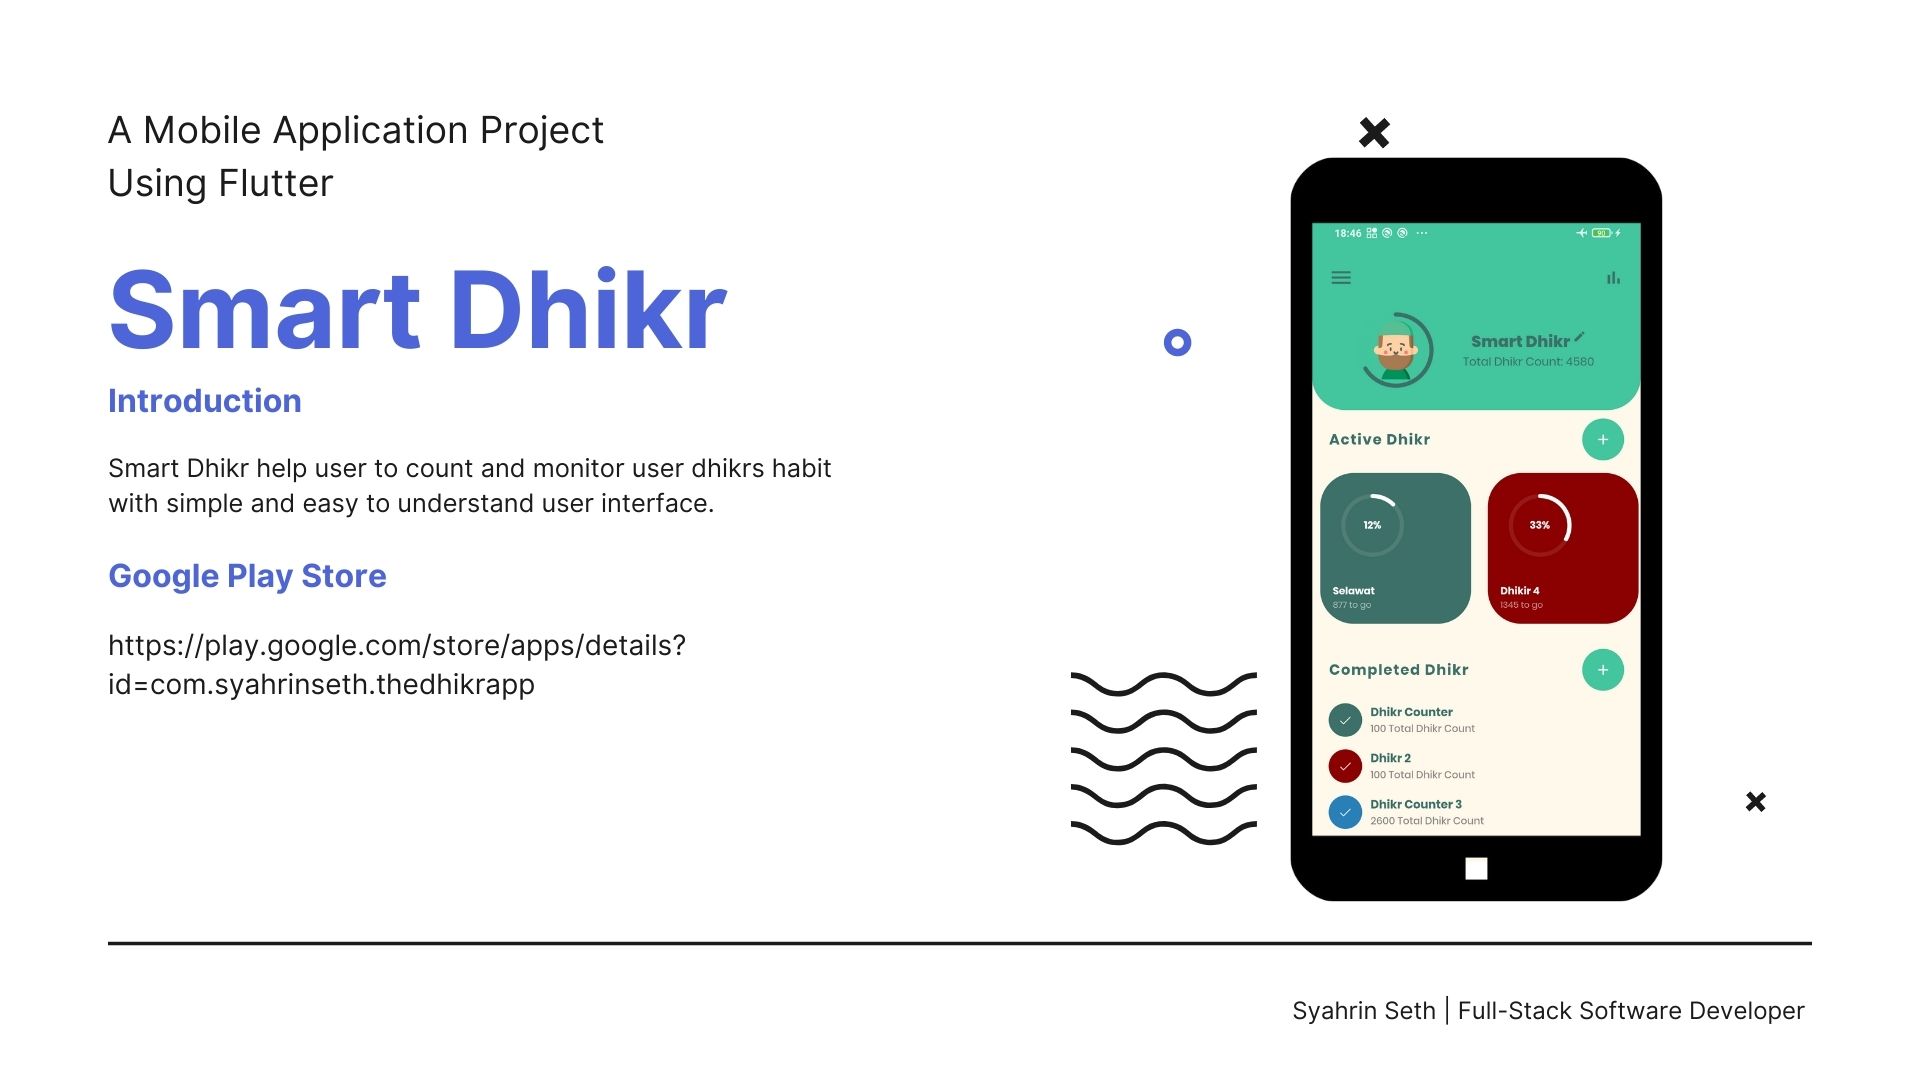 A Mobile Application Project
Using Flutter
Smart Dhikr
Introduction
Smart Dhikr help user to count and monitor user dhikrs habit
with simple and easy to understand user interface.
Google Play Store
https://play.google.com/store/apps/details?
id=com.syahrinseth.thedhikrapp
18:46
90
Smart Dhikr
Total Dhikr Count: 4580
Active Dhikr
12%
Selawat
877 to go
33%
Dhikir 4
1345 to go
Completed Dhikr
Dhikr Counter
100 Total Dhikr Count
Dhikr 2
100 Total Dhikr Count
Dhikr Counter 3
2600 Total Dhikr Count
Syahrin Seth | Full-Stack Software Developer